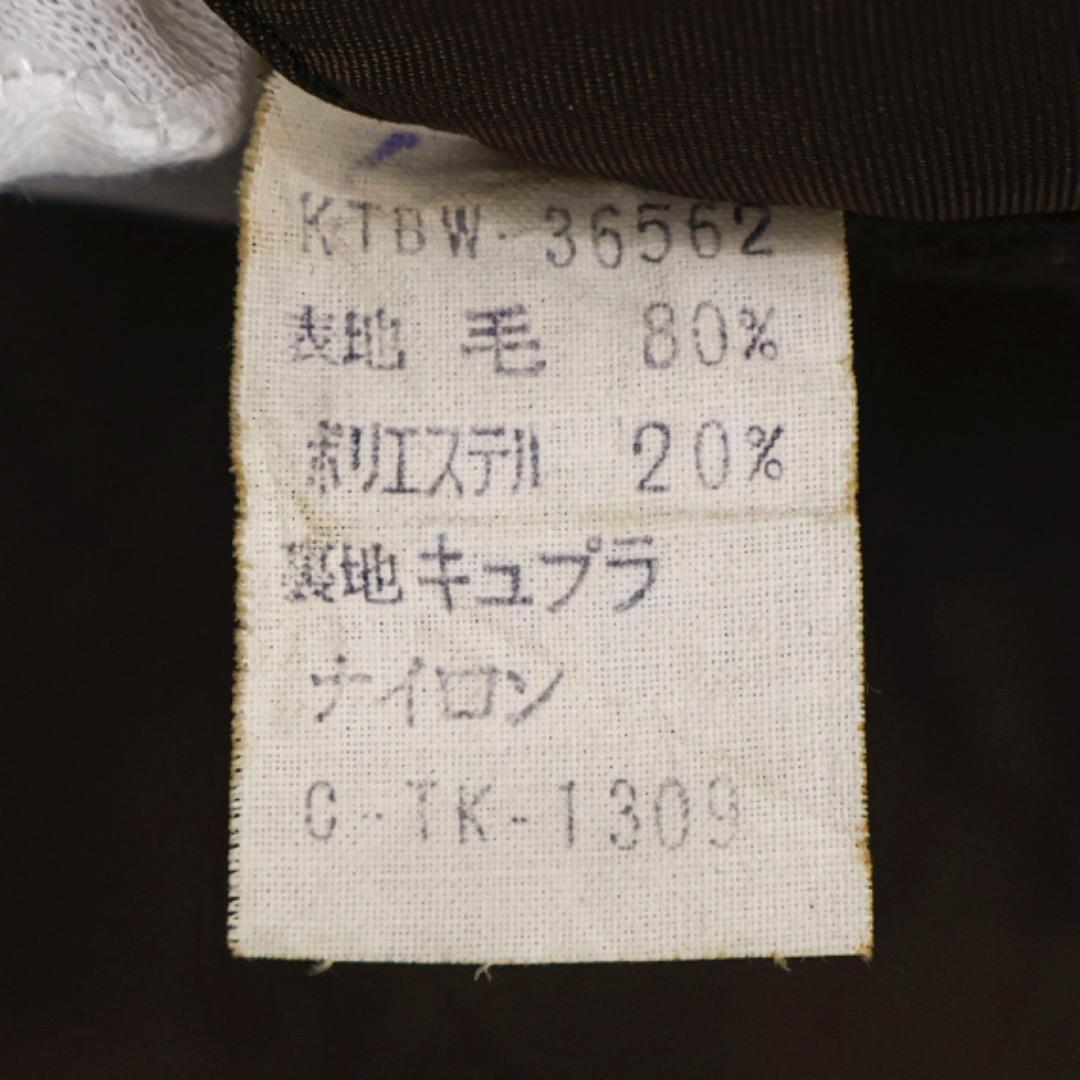 KTBW-36562
表地 毛 80%
ポリエステル 20%
裏地 キュプラ
ナイロン
C-TK-1309